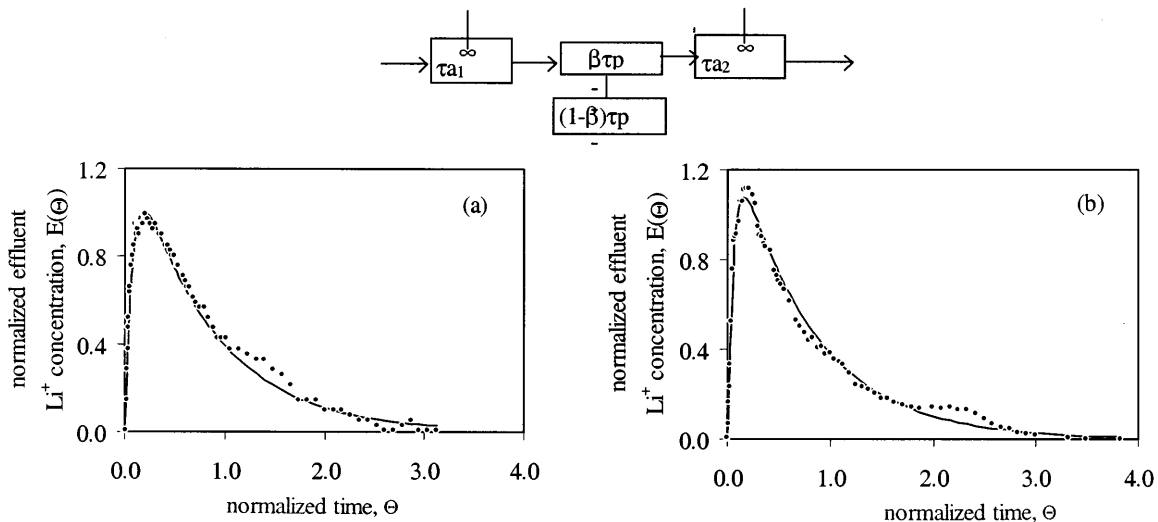 ∞
τa₁
βτp
(1-β)τp
∞
τa₂
normalized effluent
Li⁺ concentration, E(Θ)
1.2
0.8
0.4
0.0
(a)
0.0 1.0 2.0 3.0 4.0
normalized time, Θ
normalized effluent
Li⁺ concentration, E(Θ)
1.2
0.8
0.4
0.0
(b)
0.0 1.0 2.0 3.0 4.0
normalized time, Θ